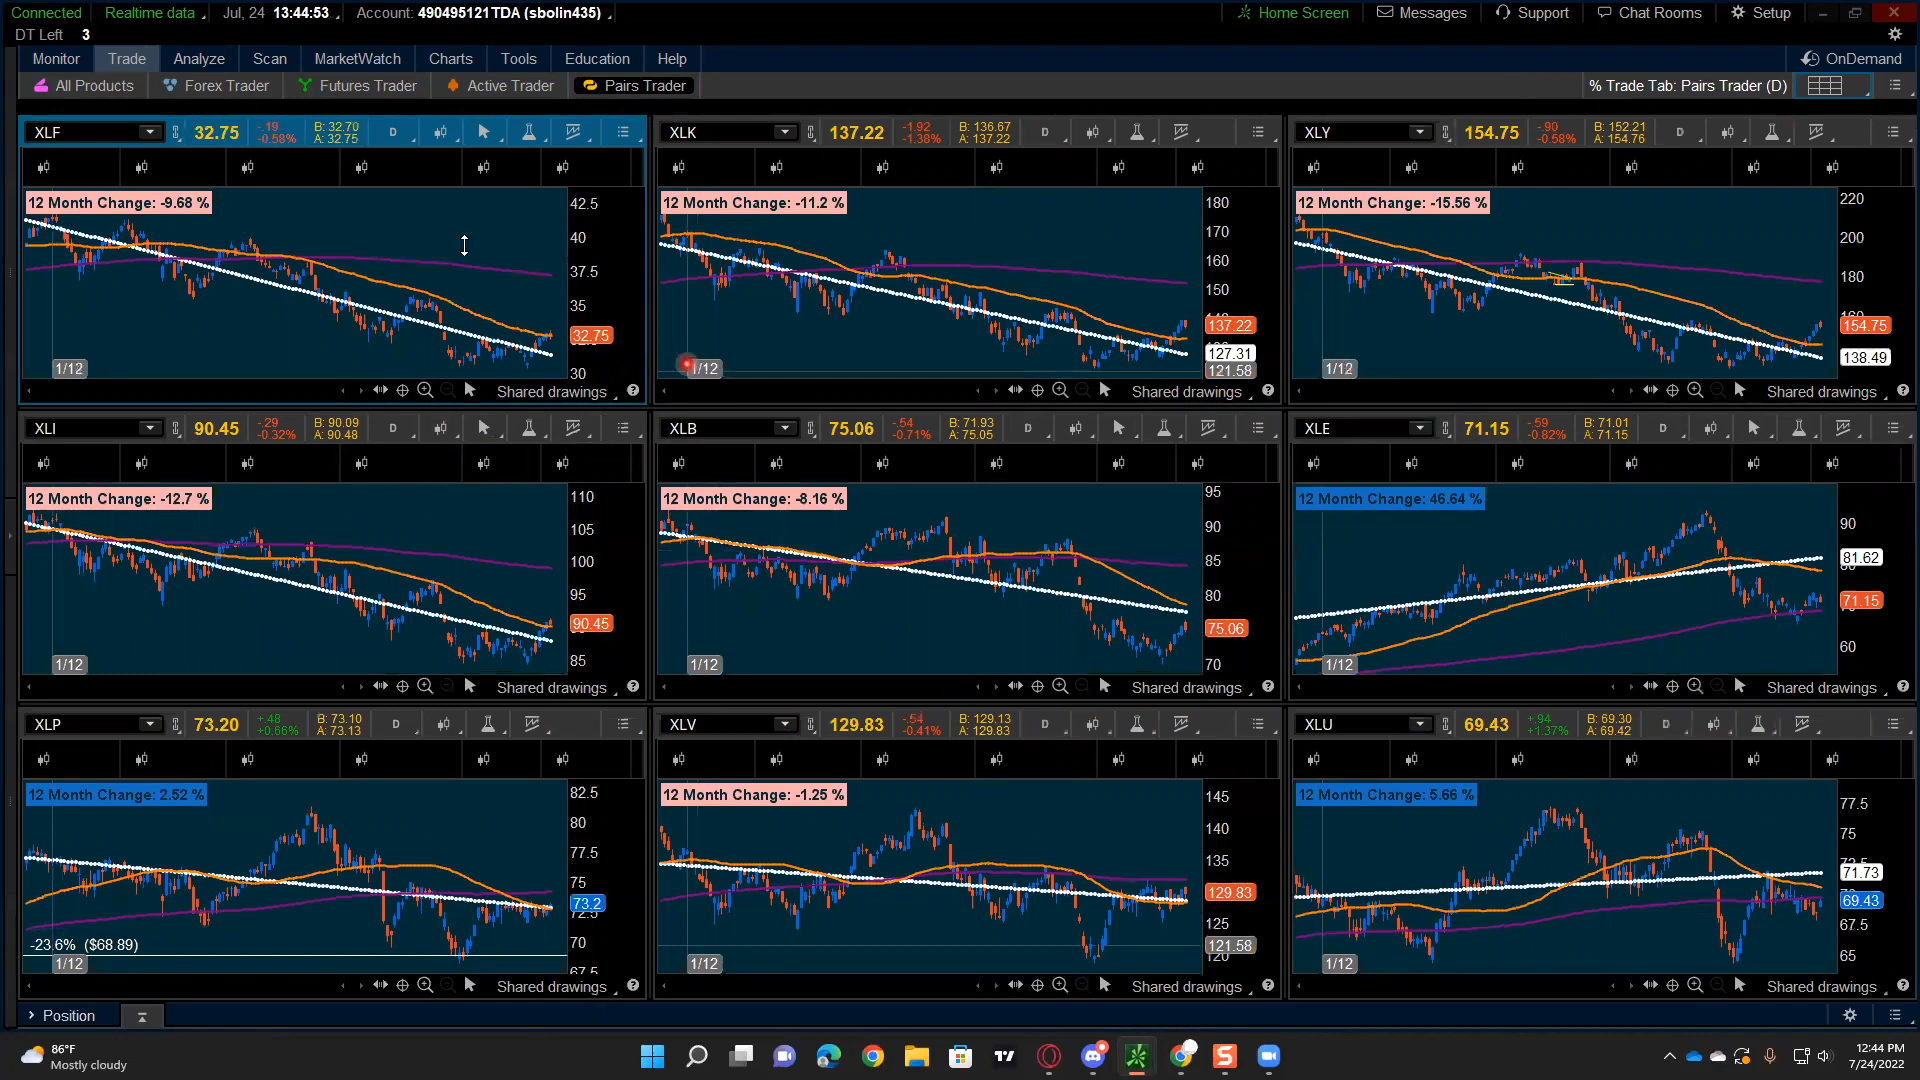 Connected Realtime data Jul, 24 13:44:53 Account: 490495121TDA (sbolin435) Home Screen Messages Support Chat Rooms Setup
DT Left 3
Monitor Trade Analyze Scan MarketWatch Charts Tools Education Help OnDemand
All Products Forex Trader Futures Trader Active Trader Pairs Trader % Trade Tab: Pairs Trader (D)
XLF 32.75 -.19 -0.58% B: 32.70 A: 32.75 D
12 Month Change: -9.68 %
42.5
40
37.5
35
32.75
30
1/12
Shared drawings
XLK 137.22 -1.92 -1.38% B: 136.67 A: 137.22 D
12 Month Change: -11.2 %
180
170
160
150
137.22
127.31
121.58
1/12
Shared drawings
XLY 154.75 -.90 -0.58% B: 152.21 A: 154.76 D
12 Month Change: -15.56 %
220
200
180
154.75
138.49
1/12
Shared drawings
XLI 90.45 -.29 -0.32% B: 90.09 A: 90.48 D
12 Month Change: -12.7 %
110
105
100
95
90.45
85
1/12
Shared drawings
XLB 75.06 -.54 -0.71% B: 71.93 A: 75.05 D
12 Month Change: -8.16 %
95
90
85
80
75.06
70
1/12
Shared drawings
XLE 71.15 -.59 -0.82% B: 71.01 A: 71.15 D
12 Month Change: 46.64 %
90
81.62
71.15
60
1/12
Shared drawings
XLP 73.20 +.48 +0.66% B: 73.10 A: 73.13 D
12 Month Change: 2.52 %
82.5
80
77.5
75
73.2
70
67.5
-23.6% ($68.89)
1/12
Shared drawings
XLV 129.83 -.54 -0.41% B: 129.13 A: 129.83 D
12 Month Change: -1.25 %
145
140
135
129.83
125
121.58
120
1/12
Shared drawings
XLU 69.43 +.94 +1.37% B: 69.30 A: 69.42 D
12 Month Change: 5.66 %
77.5
75
71.73
69.43
67.5
65
1/12
Shared drawings
Position
86°F
Mostly cloudy
12:44 PM
7/24/2022